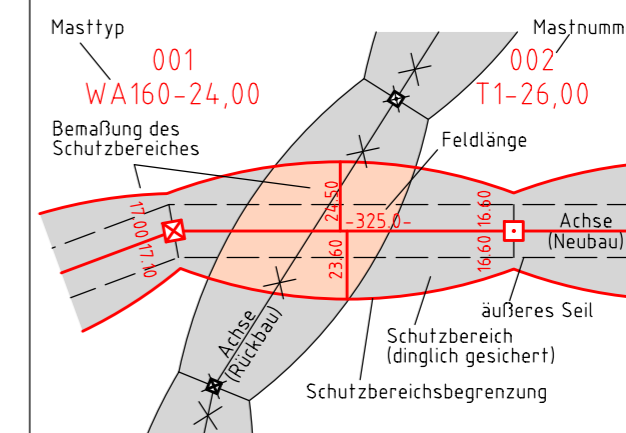 Masttyp
Mastnumm
001
WA160-24,00
002
T1-26,00
Bemaßung des
Schutzbereiches
Feldlänge
17.00
17.10
24.50
23.60
-325.0-
16.60
16.60
Achse
(Neubau)
äußeres Seil
Achse
(Rückbau)
Schutzbereich
(dinglich gesichert)
Schutzbereichsbegrenzung